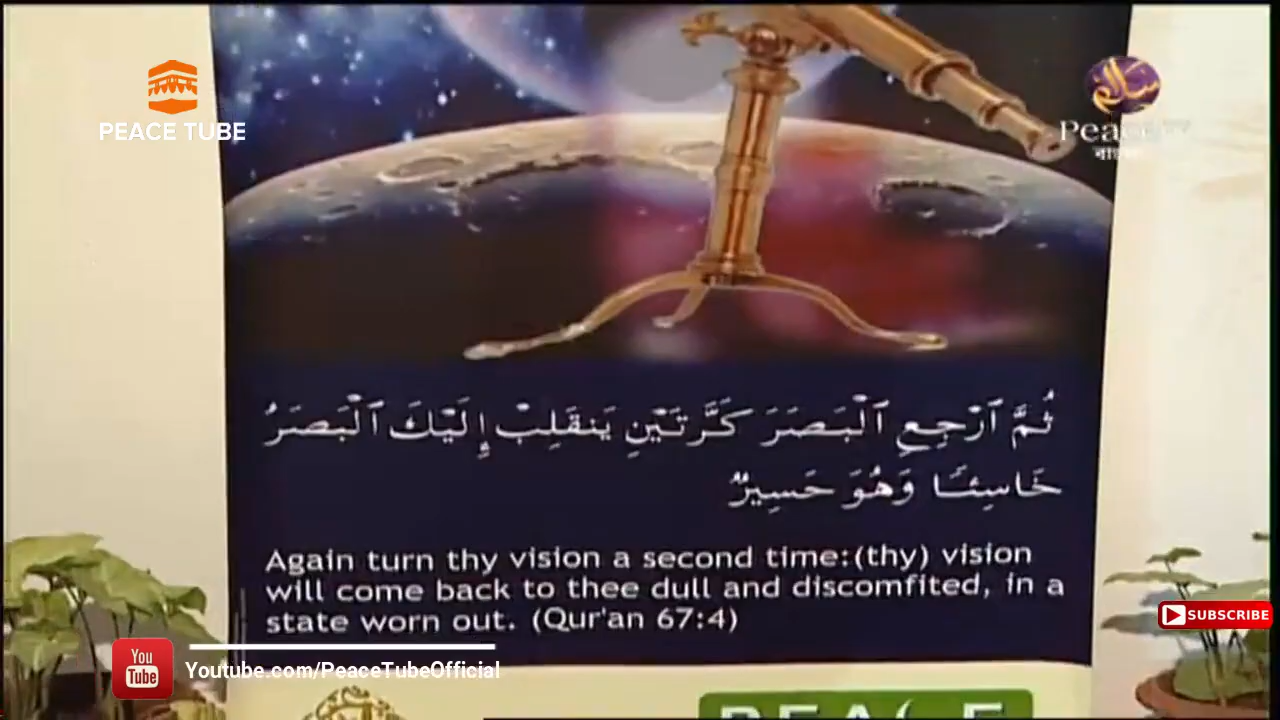 PEACE TUBE
ثُمَّ ٱرْجِعِ ٱلْبَصَرَ كَرَّتَيْنِ يَنقَلِبْ إِلَيْكَ ٱلْبَصَرُ
خَاسِئًا وَهُوَ حَسِيرٌ
Again turn thy vision a second time:(thy) vision
will come back to thee dull and discomfited, in a
state worn out. (Qur'an 67:4)
SUBSCRIBE
You
Tube
Youtube.com/PeaceTubeOfficial